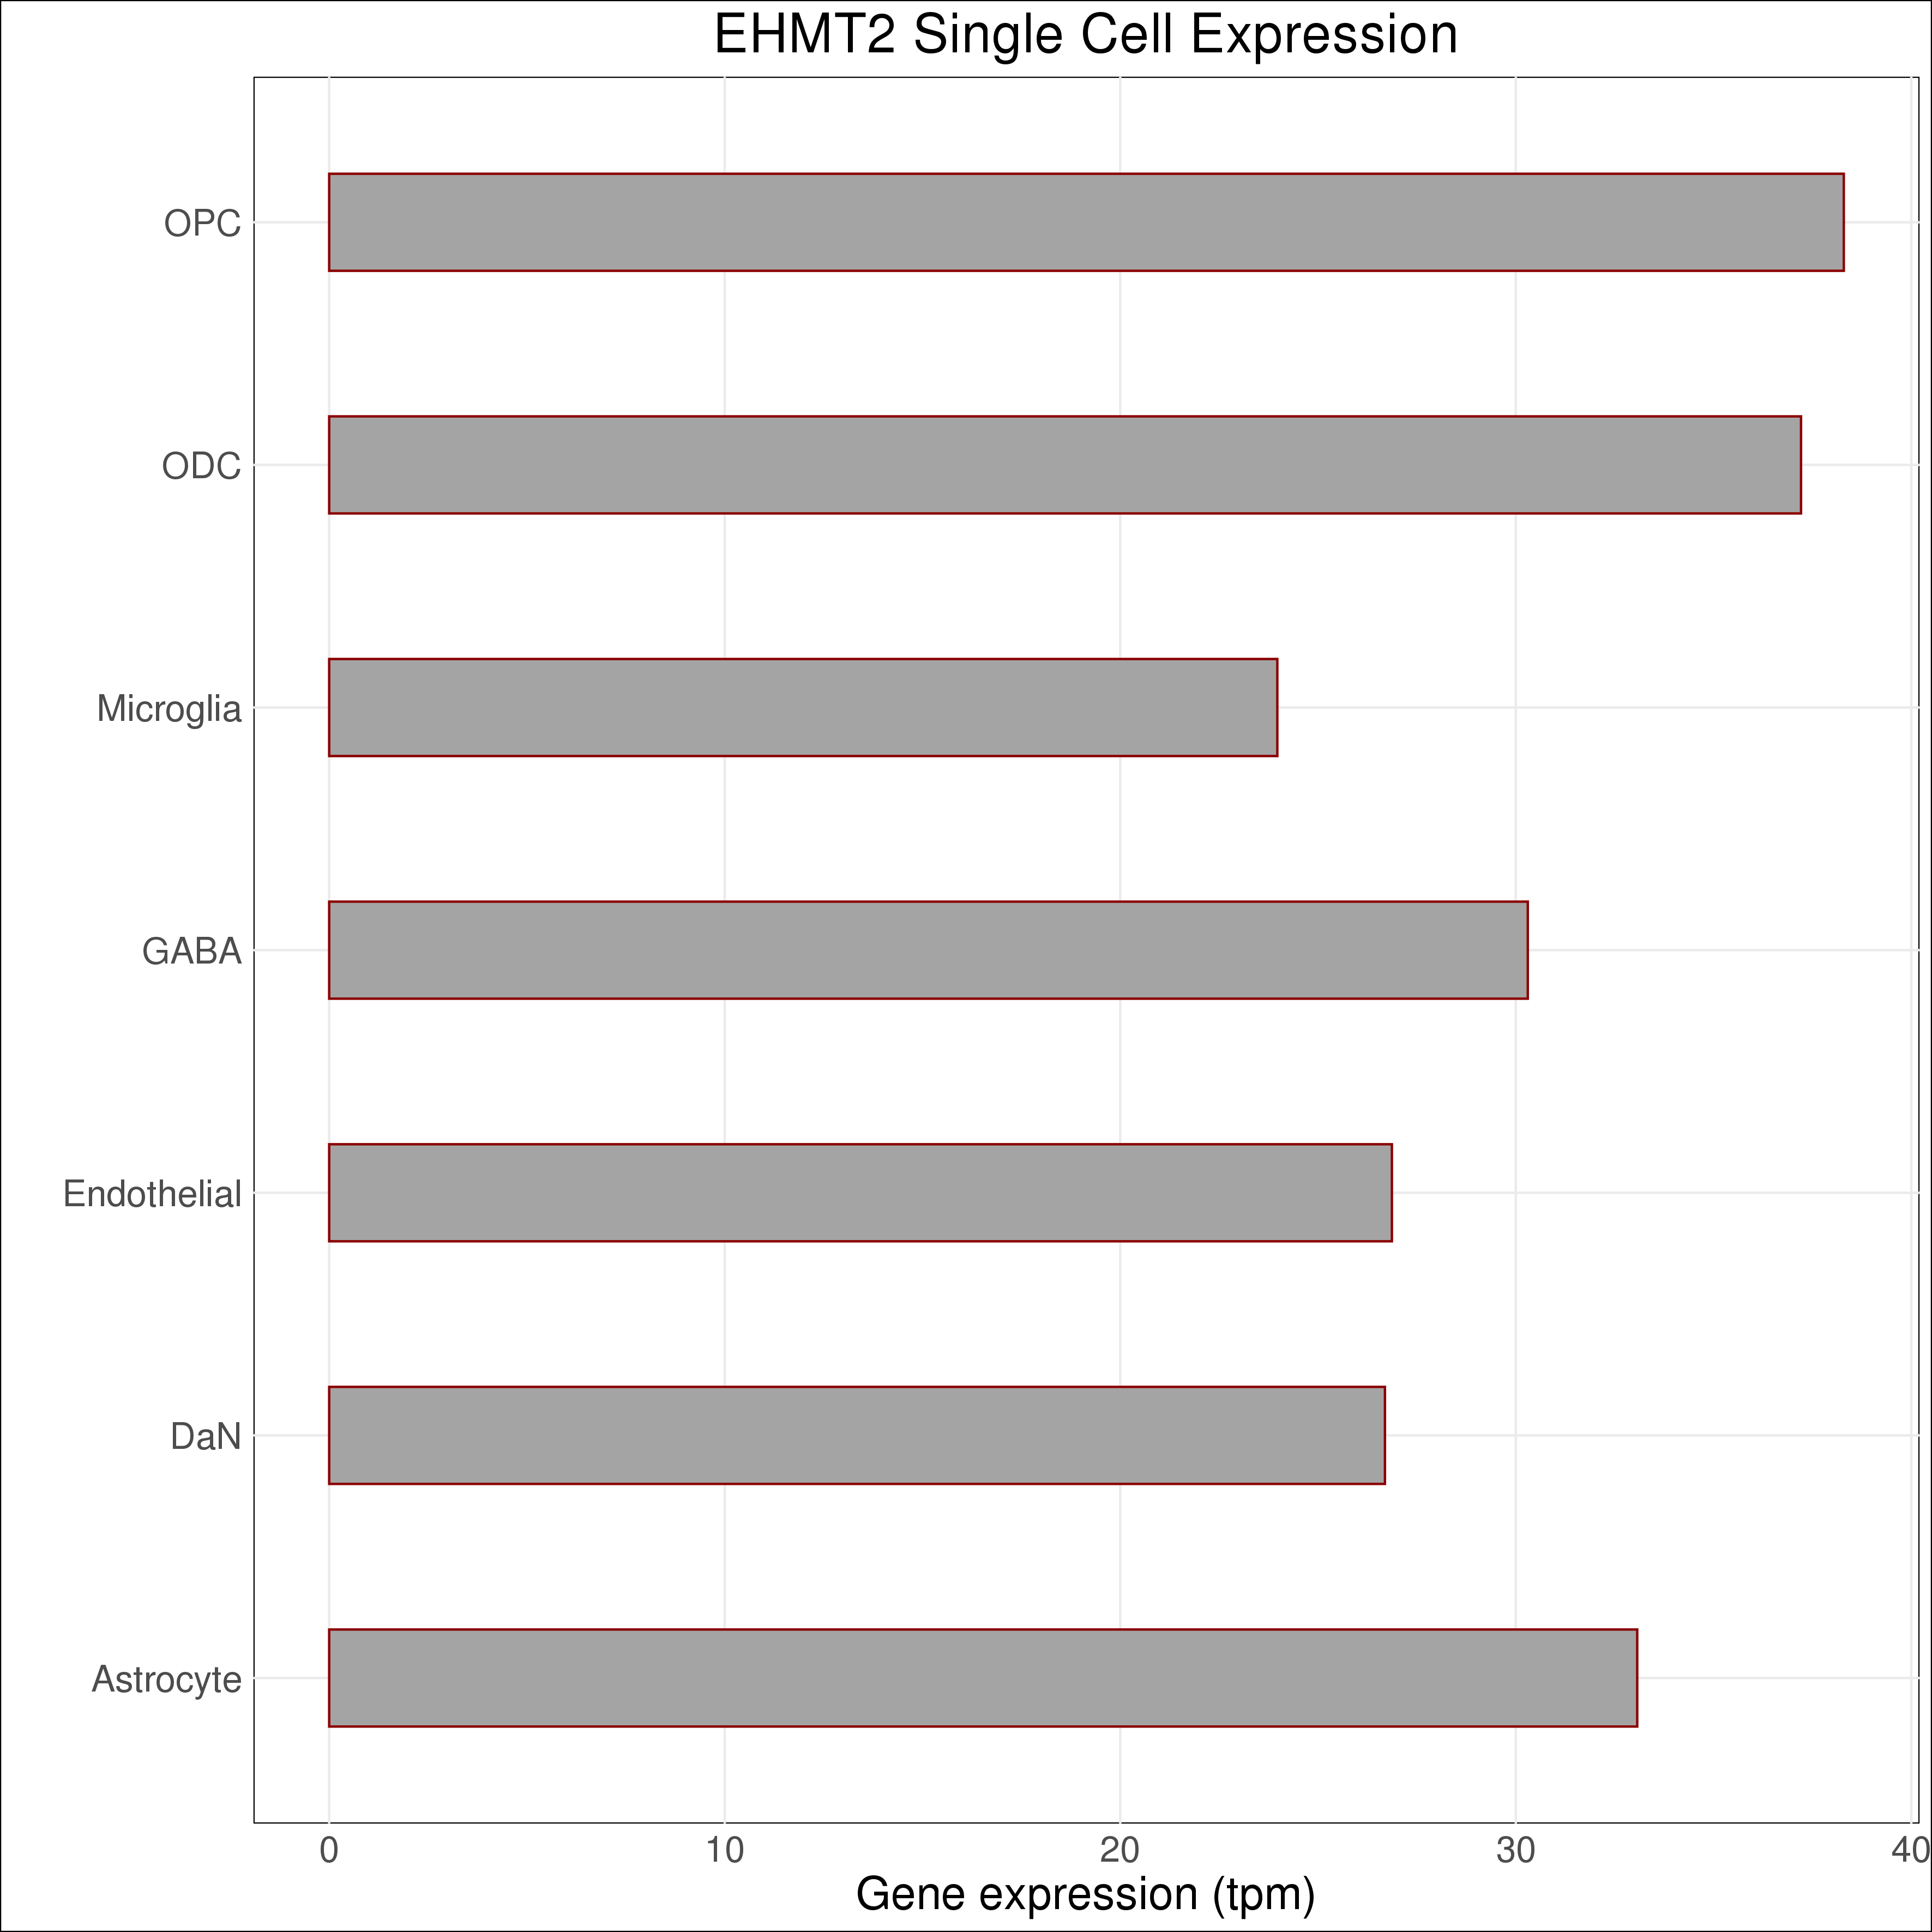 EHMT2 Single Cell Expression
OPC
ODC
Microglia
GABA
Endothelial
DaN
Astrocyte
0 10 20 30 40
Gene expression (tpm)